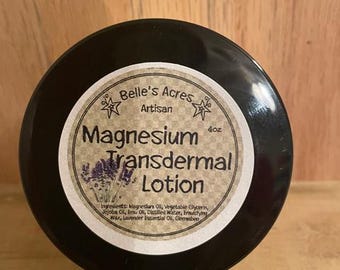 Belle's Acres
Artisan
Magnesium 4oz
Transdermal
Lotion
Ingredients: Magnesium Oil, Vegetable Glycerin,
Jojoba Oil, Emu Oil, Distilled Water, Emulsifying
Wax, Lavender Essential Oil,